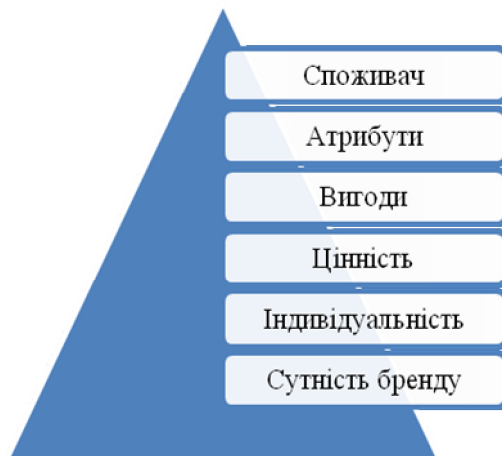 Споживач
Атрибути
Вигоди
Цінність
Індивідуальність
Сутність бренду